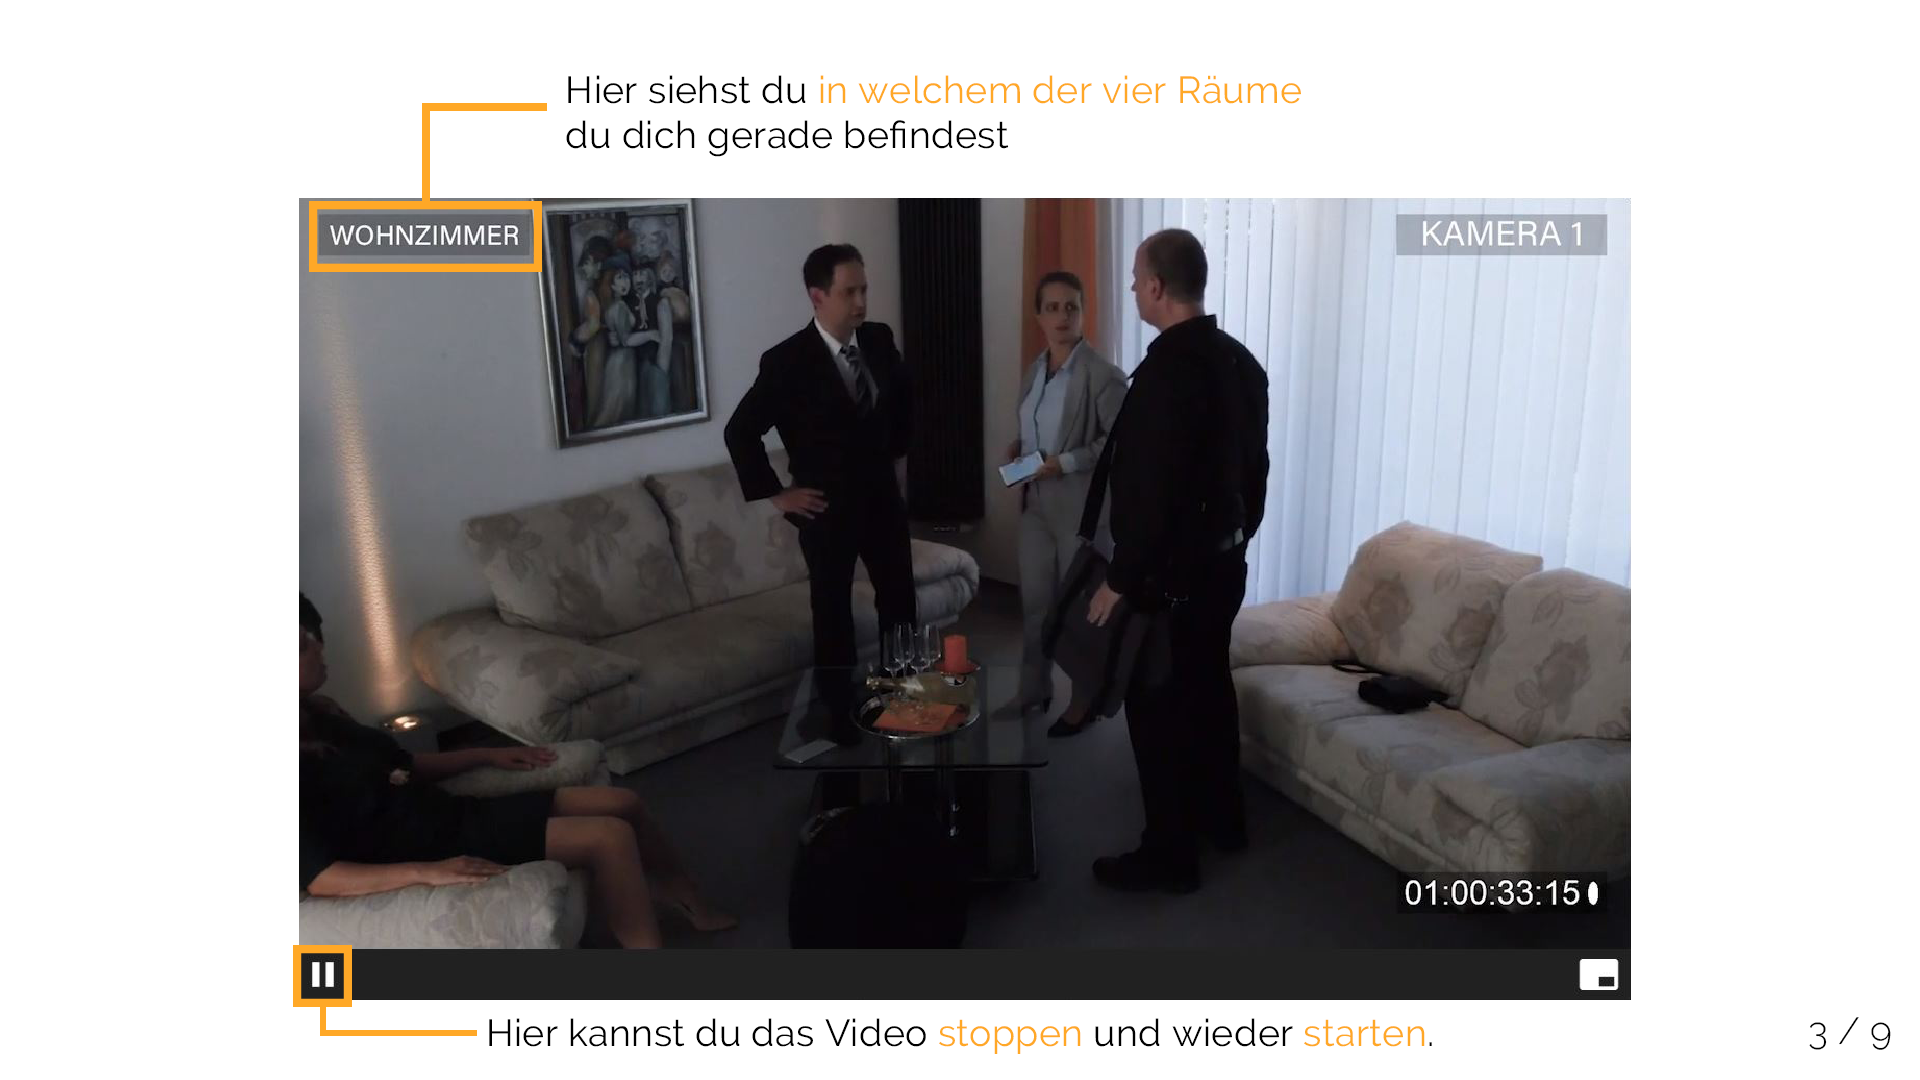 Hier siehst du in welchem der vier Räume
du dich gerade befindest
WOHNZIMMER
KAMERA 1
01:00:33:15
Hier kannst du das Video stoppen und wieder starten.
3 / 9